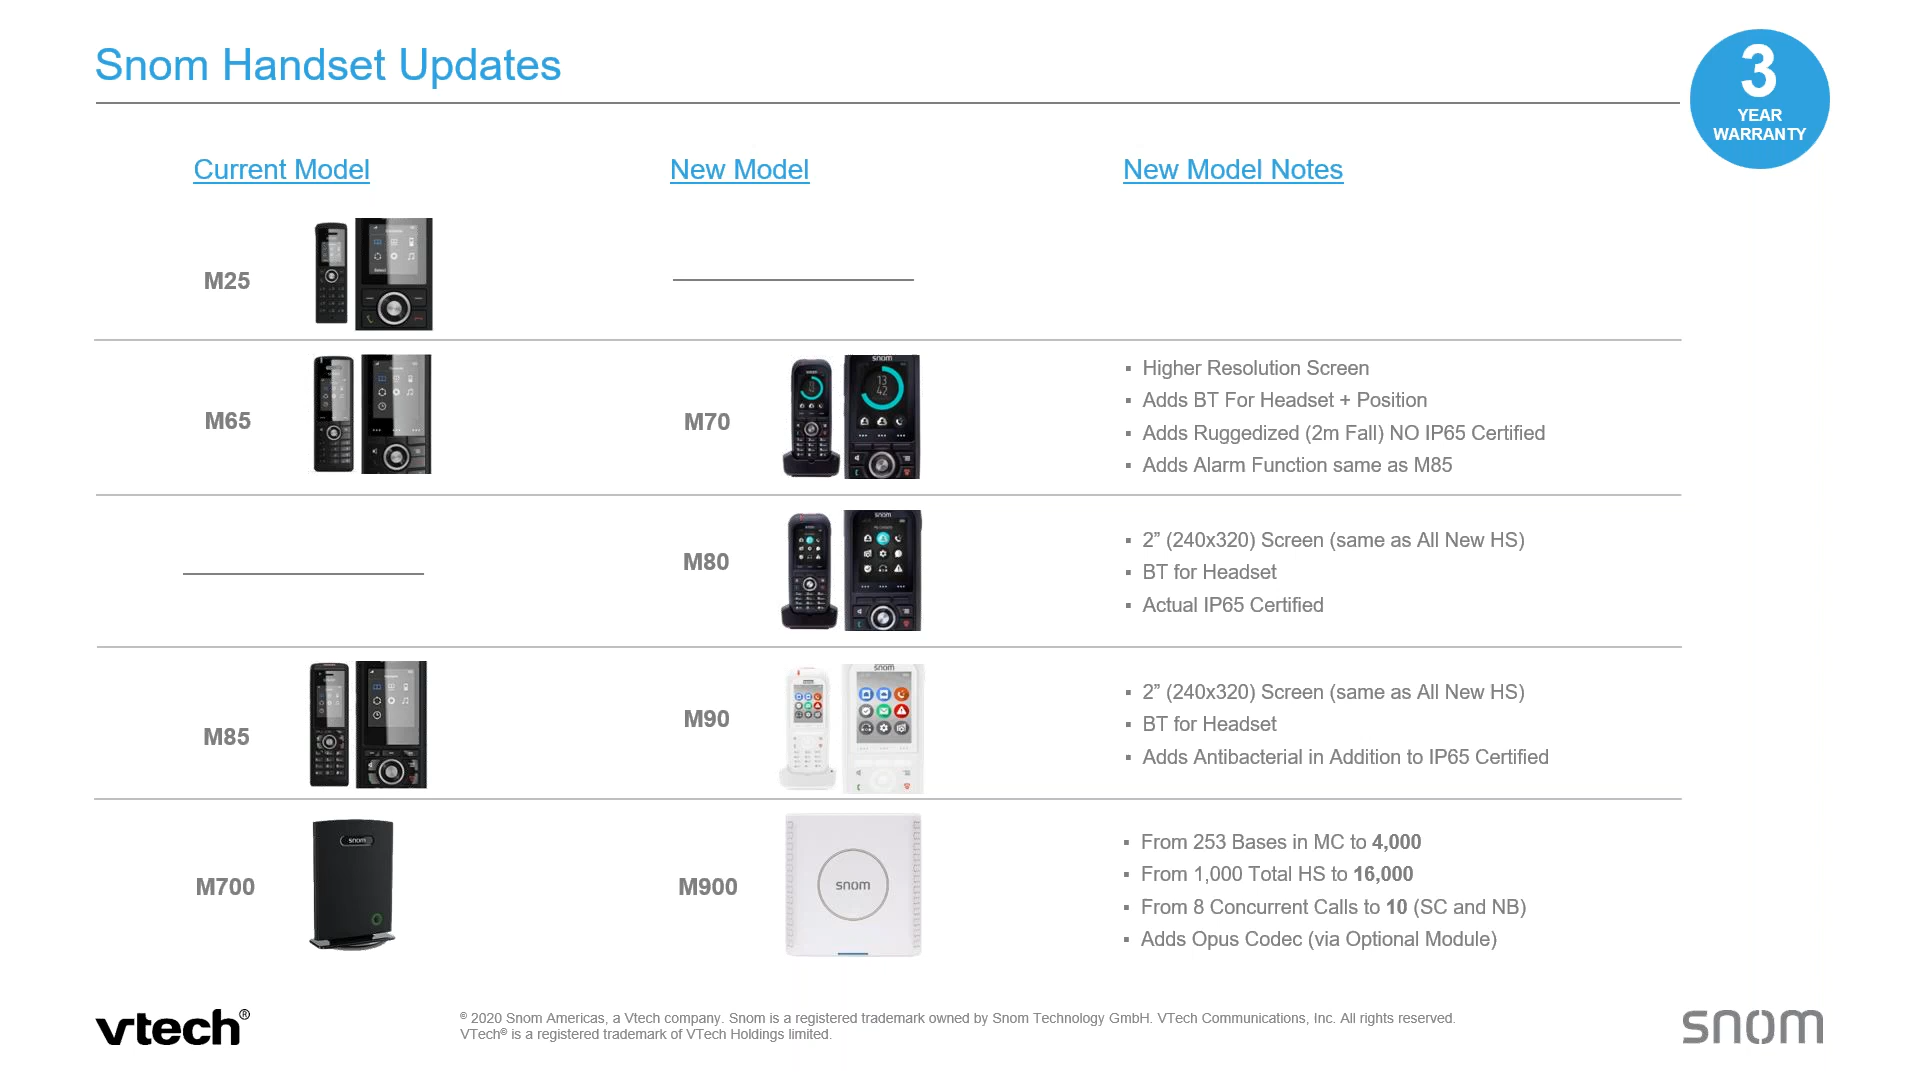 Snom Handset Updates
3
YEAR
WARRANTY
Current Model
New Model
New Model Notes
M25
M65
M70
▪ Higher Resolution Screen
▪ Adds BT For Headset + Position
▪ Adds Ruggedized (2m Fall) NO IP65 Certified
▪ Adds Alarm Function same as M85
snom
13
42
M80
▪ 2” (240x320) Screen (same as All New HS)
▪ BT for Headset
▪ Actual IP65 Certified
snom
M85
M90
▪ 2” (240x320) Screen (same as All New HS)
▪ BT for Headset
▪ Adds Antibacterial in Addition to IP65 Certified
snom
M700
snom
M900
snom
▪ From 253 Bases in MC to 4,000
▪ From 1,000 Total HS to 16,000
▪ From 8 Concurrent Calls to 10 (SC and NB)
▪ Adds Opus Codec (via Optional Module)
vtech®
© 2020 Snom Americas, a Vtech company. Snom is a registered trademark owned by Snom Technology GmbH. VTech Communications, Inc. All rights reserved.
VTech® is a registered trademark of VTech Holdings limited.
snom